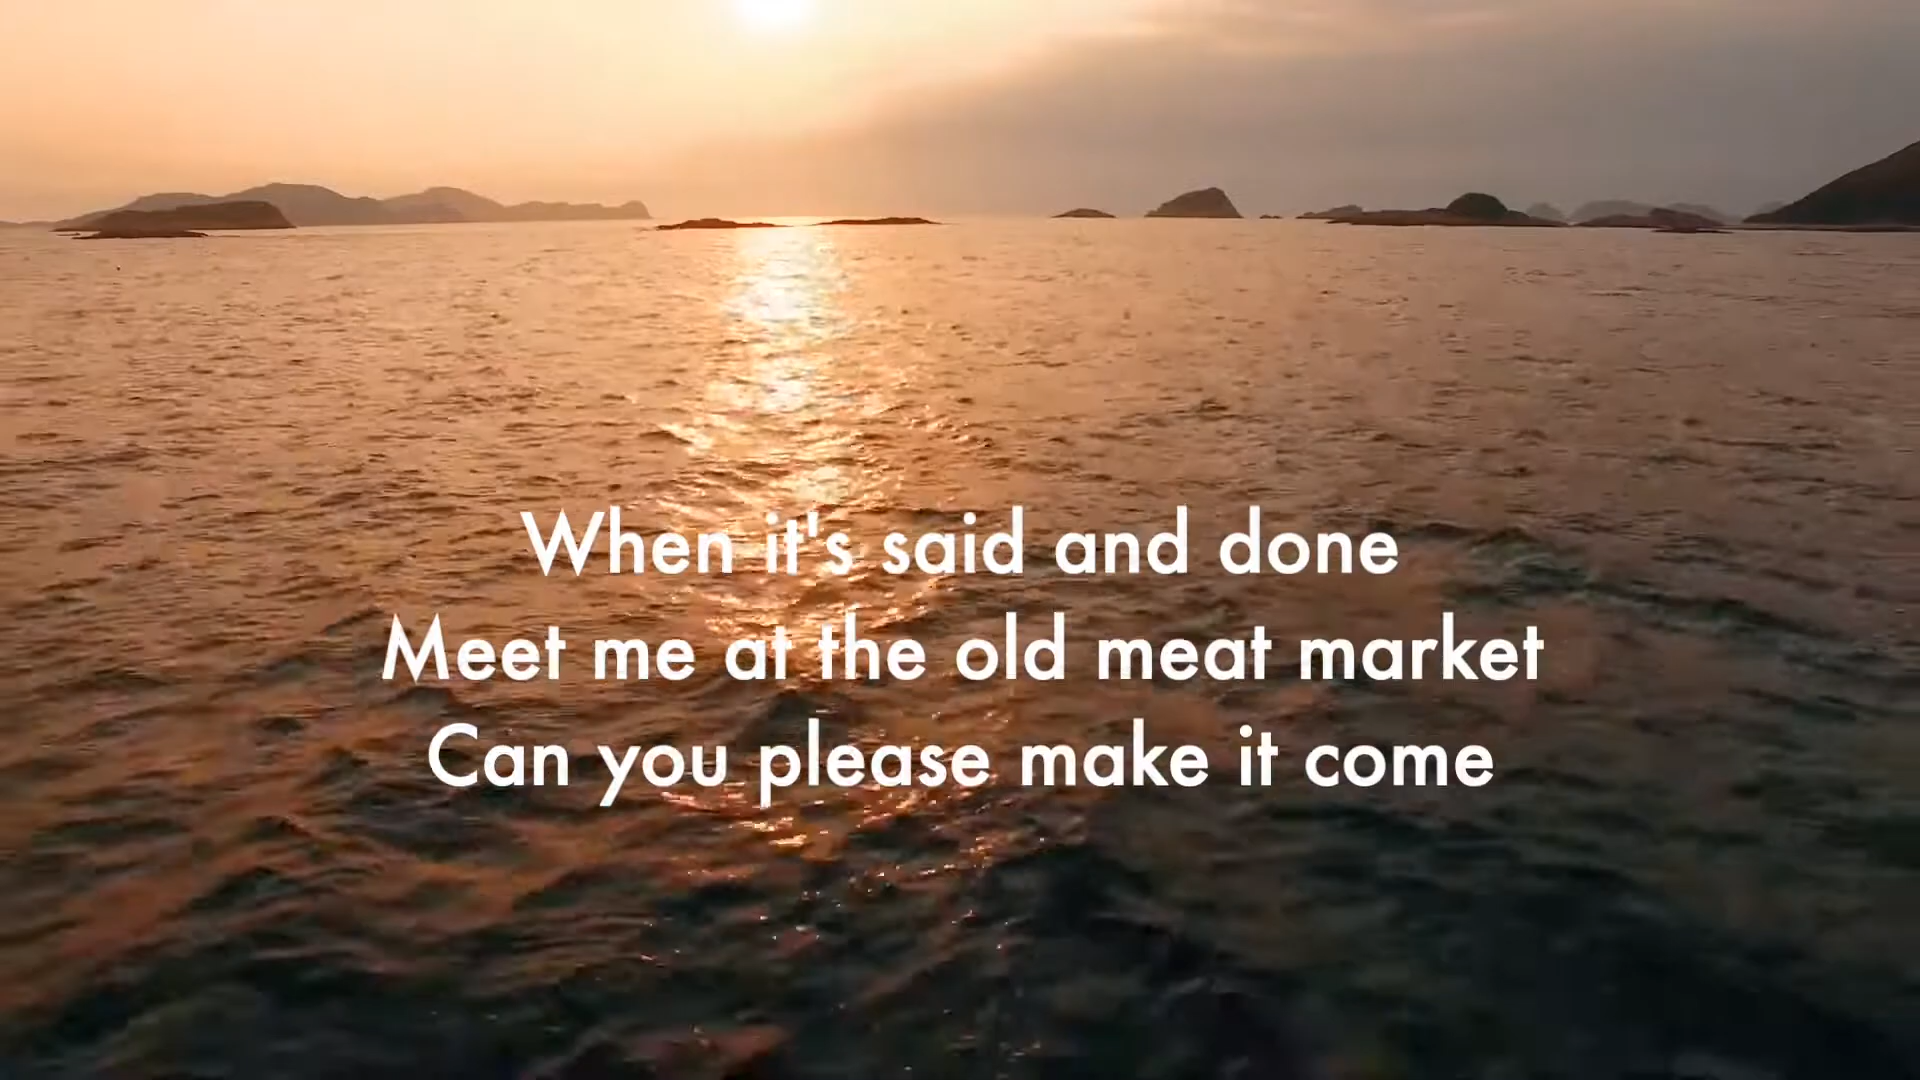 When it's said and done
Meet me at the old meat market
Can you please make it come